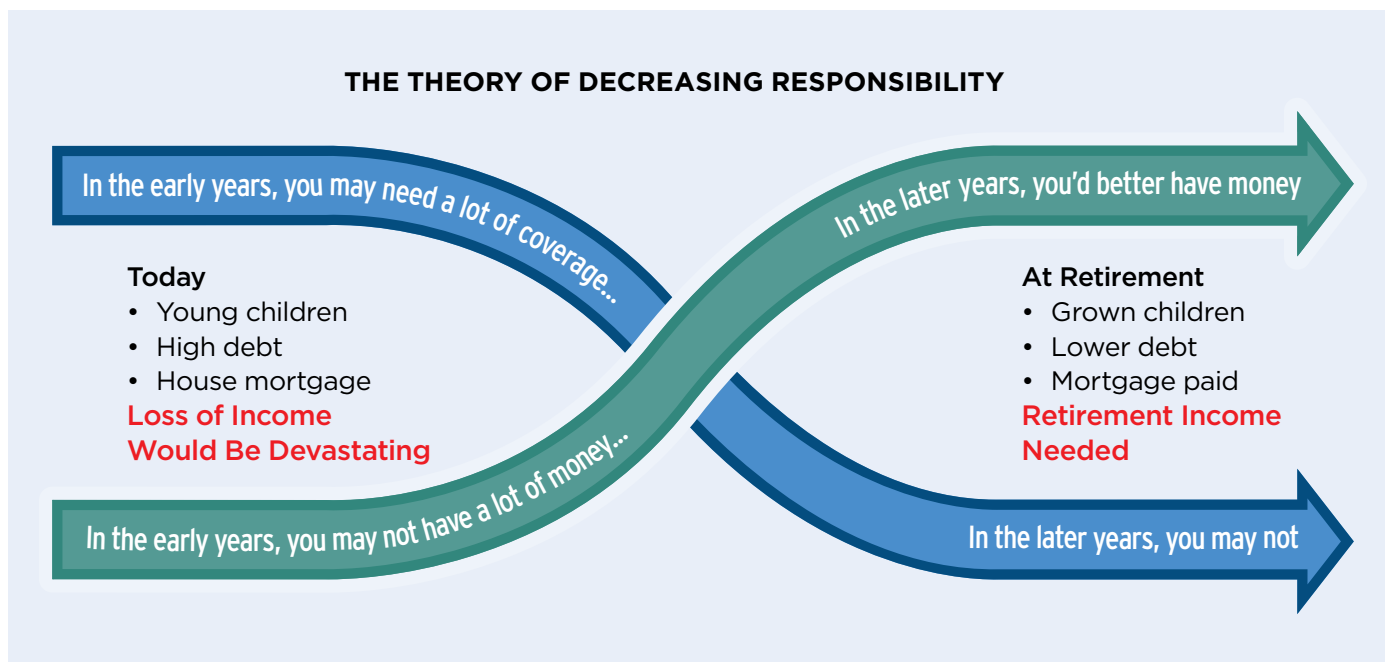 THE THEORY OF DECREASING RESPONSIBILITY
In the early years, you may need a lot of coverage...
In the later years, you'd better have money
Today
• Young children
• High debt
• House mortgage
Loss of Income
Would Be Devastating
At Retirement
• Grown children
• Lower debt
• Mortgage paid
Retirement Income
Needed
In the early years, you may not have a lot of money...
In the later years, you may not